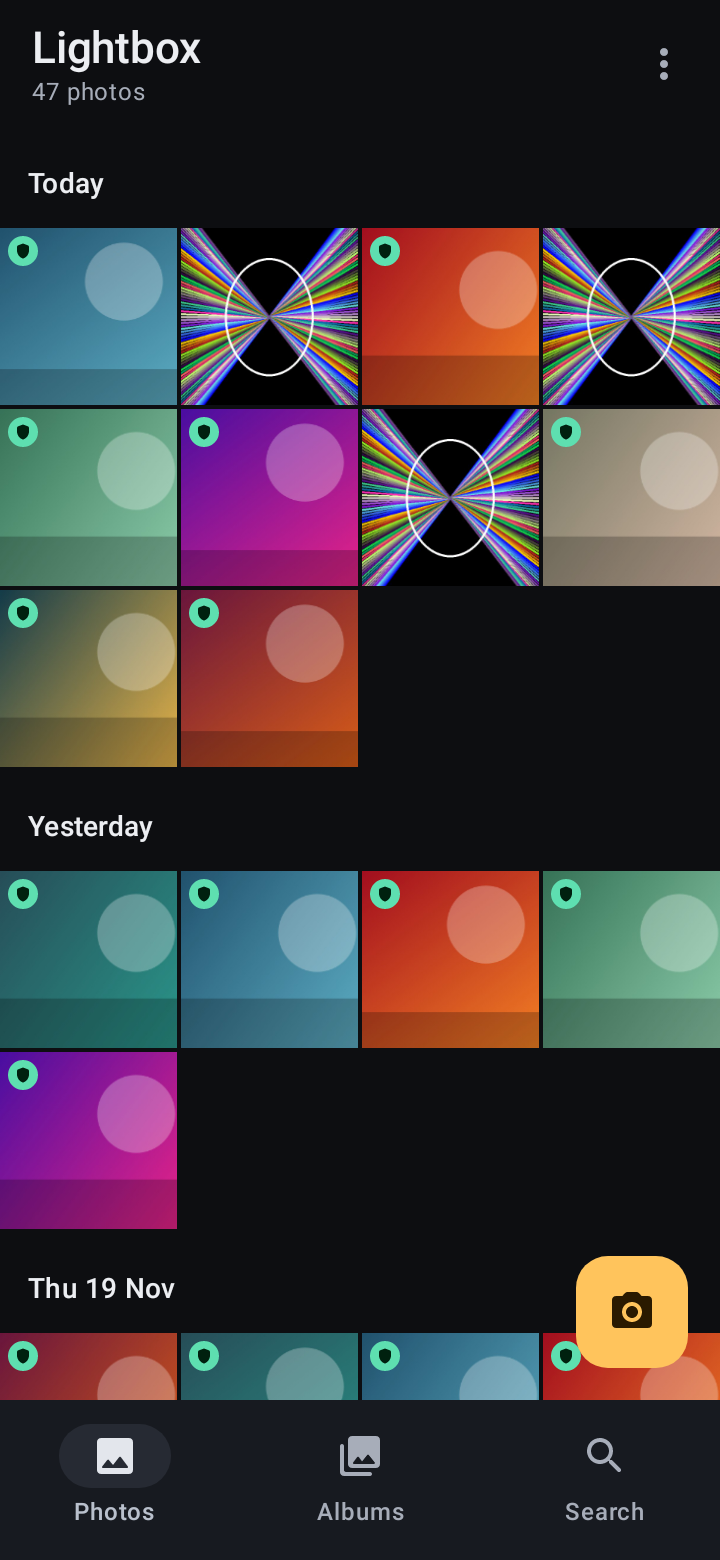 Lightbox
47 photos
Today
Yesterday
Thu 19 Nov
Photos
Albums
Search